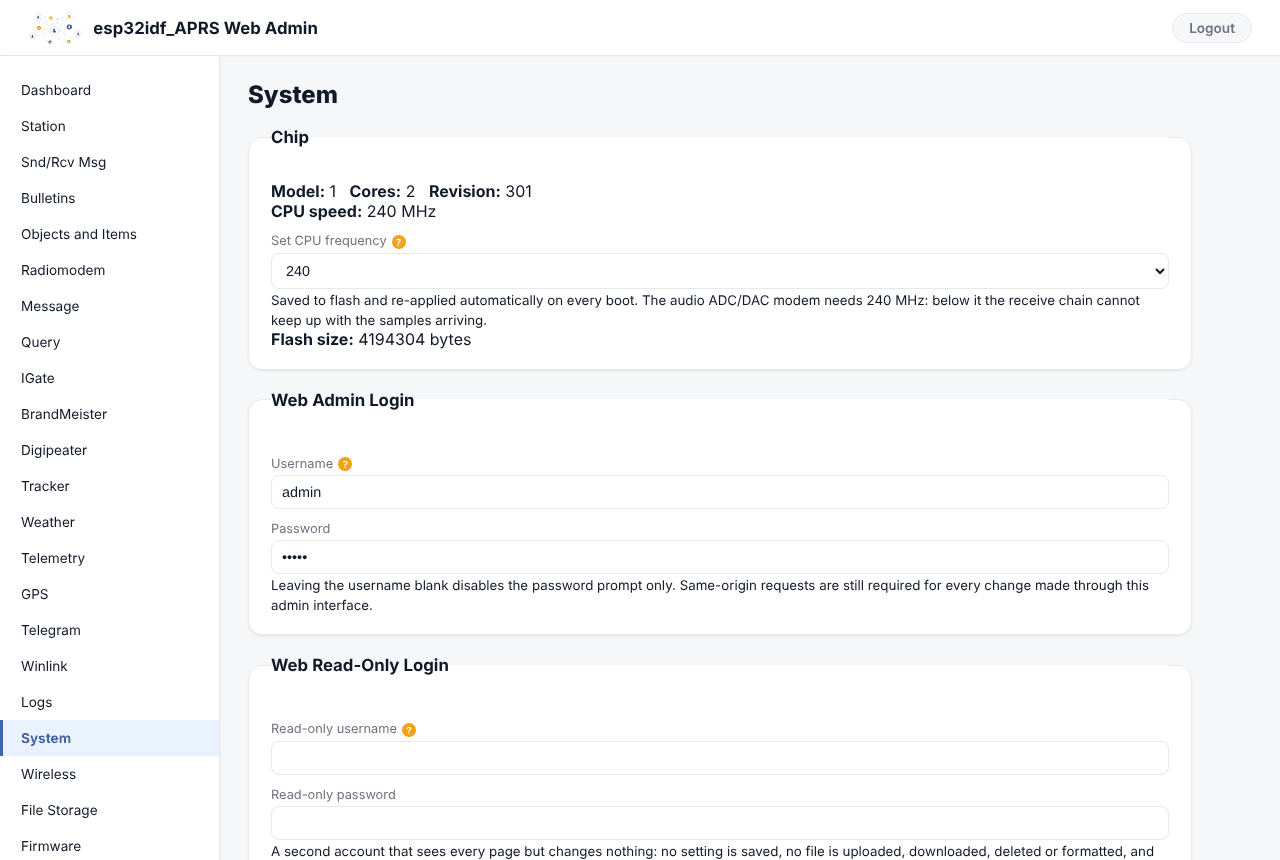 esp32idf_APRS Web Admin
Logout
Dashboard
Station
Snd/Rcv Msg
Bulletins
Objects and Items
Radiomodem
Message
Query
IGate
BrandMeister
Digipeater
Tracker
Weather
Telemetry
GPS
Telegram
Winlink
Logs
System
Wireless
File Storage
Firmware
System
Chip
Model: 1 Cores: 2 Revision: 301
CPU speed: 240 MHz
Set CPU frequency ?
240
Saved to flash and re-applied automatically on every boot. The audio ADC/DAC modem needs 240 MHz: below it the receive chain cannot
keep up with the samples arriving.
Flash size: 4194304 bytes
Web Admin Login
Username ?
admin
Password
•••••
Leaving the username blank disables the password prompt only. Same-origin requests are still required for every change made through this
admin interface.
Web Read-Only Login
Read-only username ?
Read-only password
A second account that sees every page but changes nothing: no setting is saved, no file is uploaded, downloaded, deleted or formatted, and